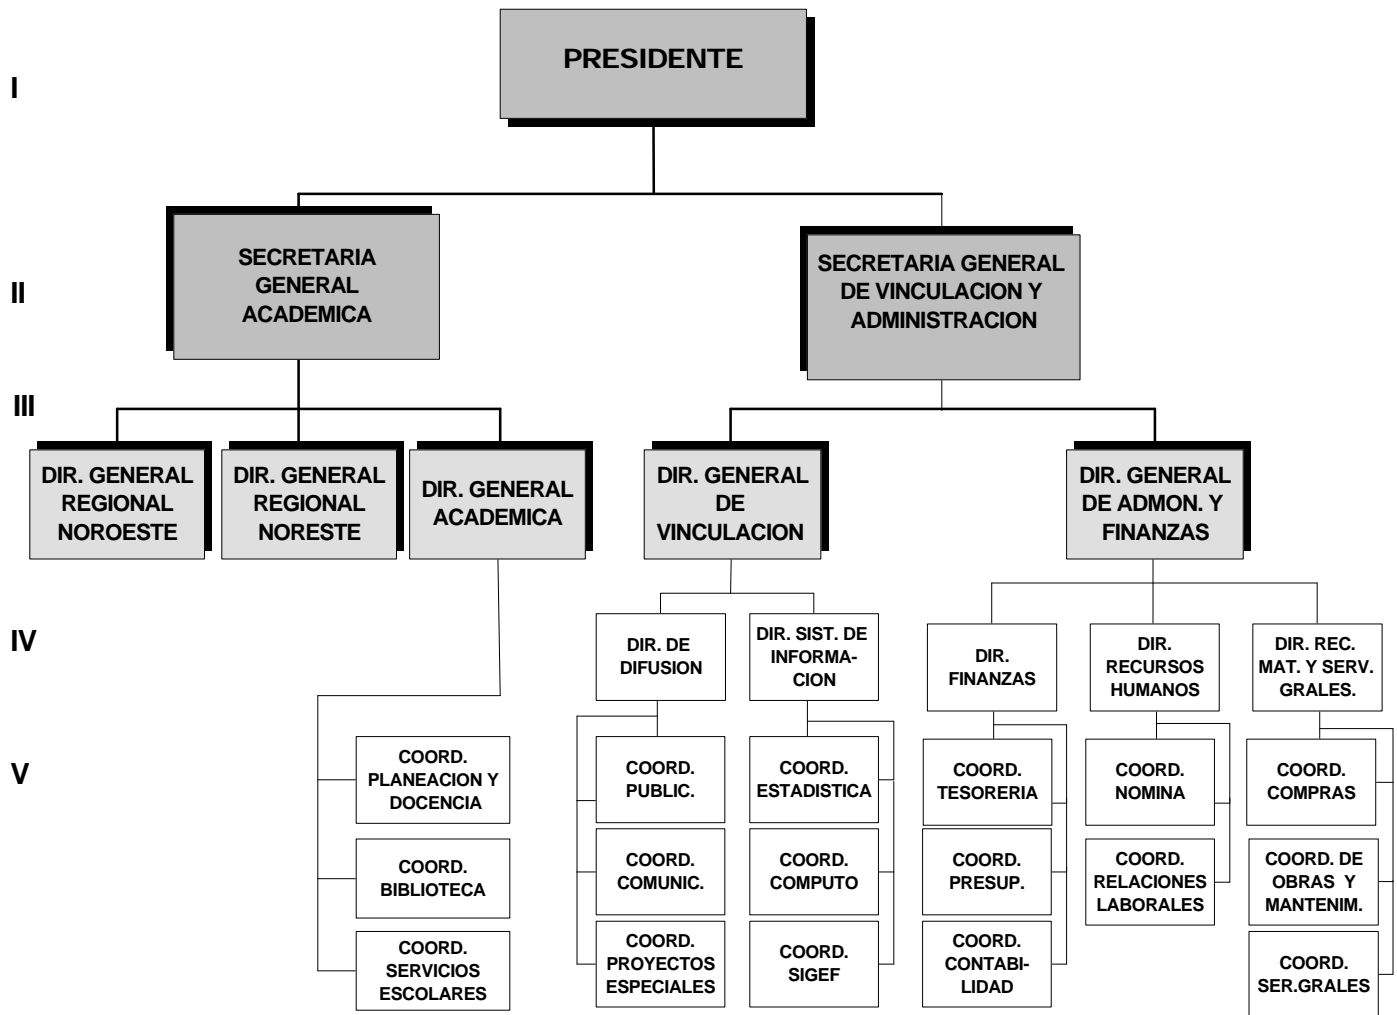 I
PRESIDENTE
II
SECRETARIA
GENERAL
ACADEMICA
SECRETARIA GENERAL
DE VINCULACION Y
ADMINISTRACION
III
DIR. GENERAL
REGIONAL
NOROESTE
DIR. GENERAL
REGIONAL
NORESTE
DIR. GENERAL
ACADEMICA
DIR. GENERAL
DE
VINCULACION
DIR. GENERAL
DE ADMON. Y
FINANZAS
IV
DIR. DE
DIFUSION
DIR. SIST. DE
INFORMA-
CION
DIR.
FINANZAS
DIR.
RECURSOS
HUMANOS
DIR. REC.
MAT. Y SERV.
GRALES.
V
COORD.
PLANEACION Y
DOCENCIA
COORD.
PUBLIC.
COORD.
ESTADISTICA
COORD.
TESORERIA
COORD.
NOMINA
COORD.
COMPRAS
COORD.
BIBLIOTECA
COORD.
COMUNIC.
COORD.
COMPUTO
COORD.
PRESUP.
COORD.
RELACIONES
LABORALES
COORD. DE
OBRAS Y
MANTENIM.
COORD.
SERVICIOS
ESCOLARES
COORD.
PROYECTOS
ESPECIALES
COORD.
SIGEF
COORD.
CONTABI-
LIDAD
COORD.
SER.GRALES